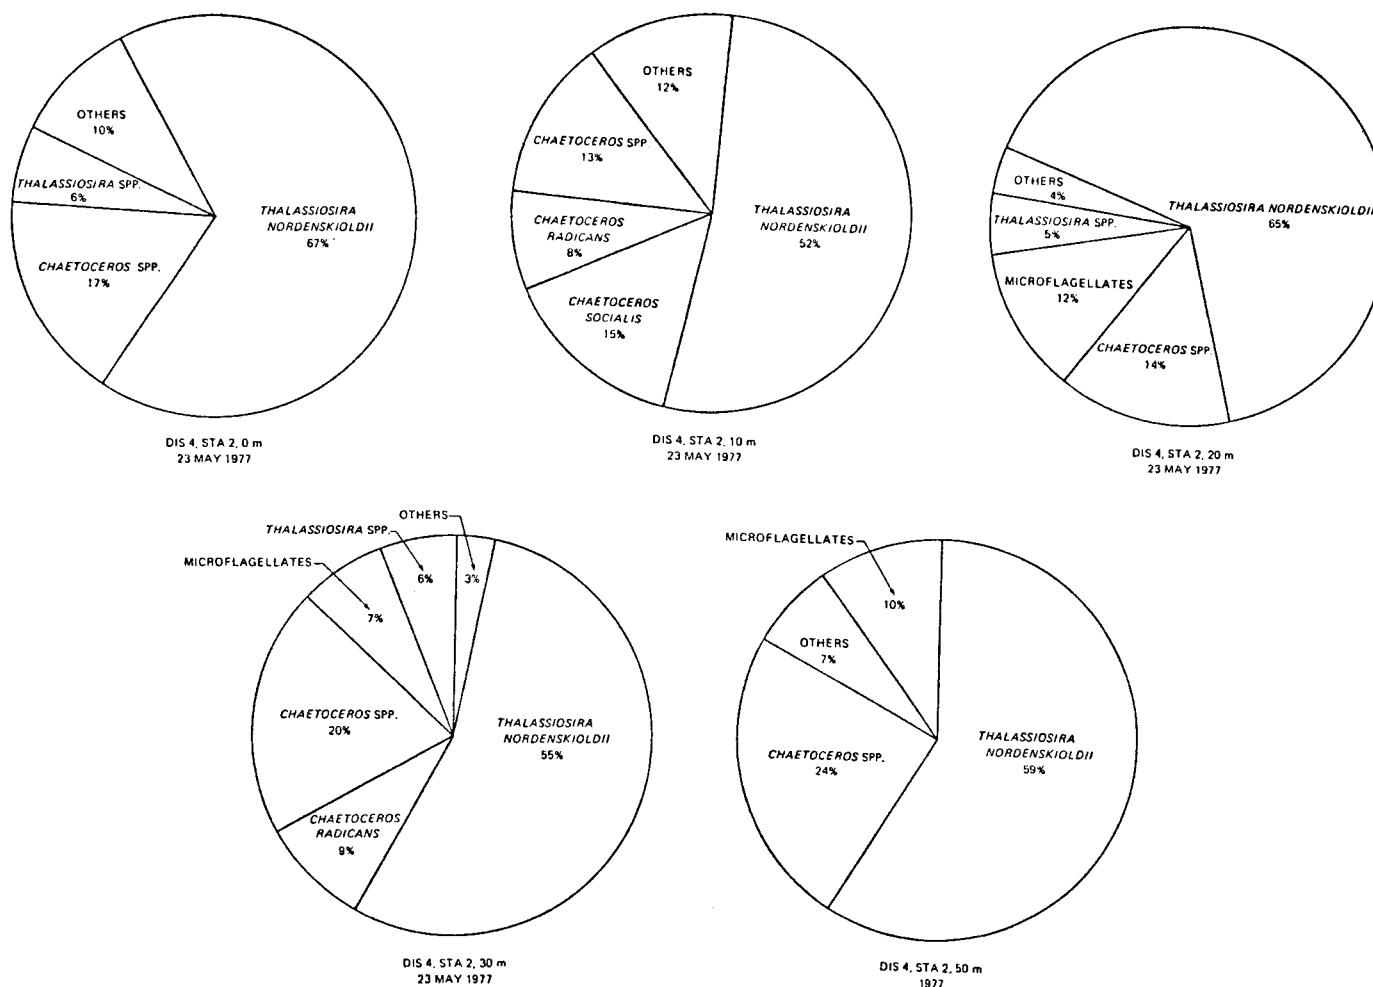 OTHERS
10%
THALASSIOSIRA SPP.
6%
CHAETOCEROS SPP.
17%
THALASSIOSIRA
NORDENSKIOLDII
67%
DIS 4, STA 2, 0 m
23 MAY 1977
OTHERS
12%
CHAETOCEROS SPP.
13%
CHAETOCEROS
RADICANS
8%
CHAETOCEROS
SOCIALIS
15%
THALASSIOSIRA
NORDENSKIOLDII
52%
DIS 4, STA 2, 10 m
23 MAY 1977
OTHERS
4%
THALASSIOSIRA SPP.
5%
MICROFLAGELLATES
12%
CHAETOCEROS SPP.
14%
THALASSIOSIRA NORDENSKIOLDII
65%
DIS 4, STA 2, 20 m
23 MAY 1977
OTHERS
3%
THALASSIOSIRA SPP.
6%
MICROFLAGELLATES
7%
CHAETOCEROS SPP.
20%
CHAETOCEROS
RADICANS
9%
THALASSIOSIRA
NORDENSKIOLDII
55%
DIS 4, STA 2, 30 m
23 MAY 1977
MICROFLAGELLATES
10%
OTHERS
7%
CHAETOCEROS SPP.
24%
THALASSIOSIRA
NORDENSKIOLDII
59%
DIS 4, STA 2, 50 m
1977